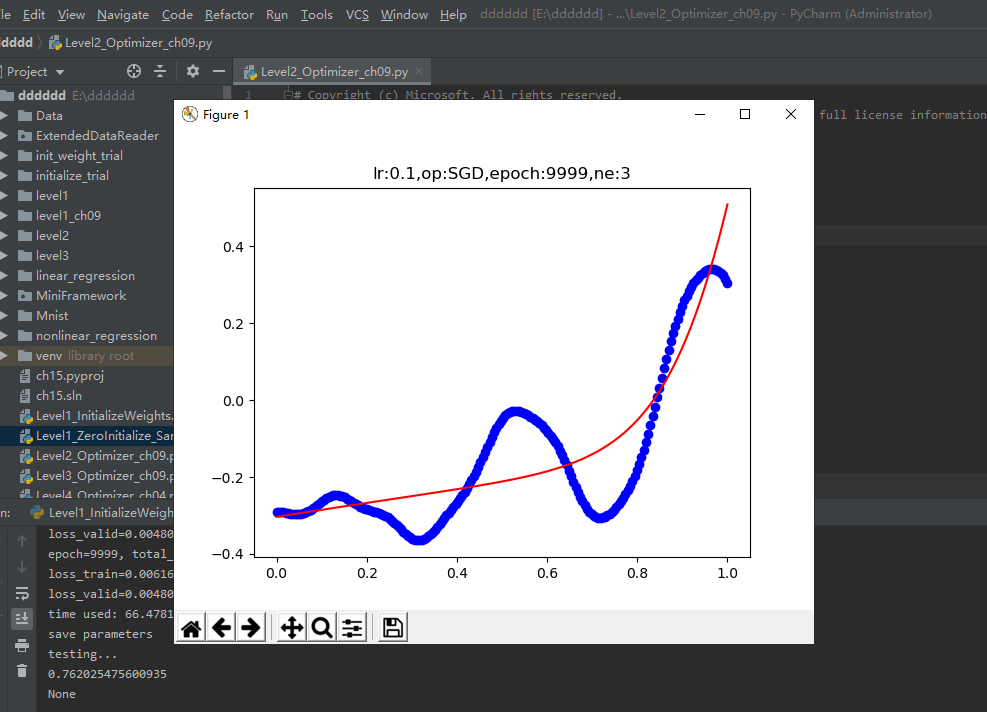 le Edit View Navigate Code Refactor Run Tools VCS Window Help dddddd [E:\dddddd] - ...\Level2_Optimizer_ch09.py - PyCharm (Administrator)
ddddd Level2_Optimizer_ch09.py
Project
Level2_Optimizer_ch09.py
dddddd E:\dddddd
1 # Copyright (c) Microsoft. All rights reserved.
full license information
Data
ExtendedDataReader
init_weight_trial
initialize_trial
level1
level1_ch09
level2
level3
linear_regression
MiniFramework
Mnist
nonlinear_regression
venv library root
ch15.pyproj
ch15.sln
Level1_InitializeWeights.
Level1_ZeroInitialize_Sar
Level2_Optimizer_ch09.p
Level3_Optimizer_ch09.p
Level4_Optimizer_ch04.
Figure 1
lr:0.1,op:SGD,epoch:9999,ne:3
0.4
0.2
0.0
−0.2
−0.4
0.0 0.2 0.4 0.6 0.8 1.0
n: Level1_InitializeWeigh
loss_valid=0.00480
epoch=9999, total_
loss_train=0.00616
loss_valid=0.00480
time used: 66.4781
save parameters
testing...
0.762025475600935
None